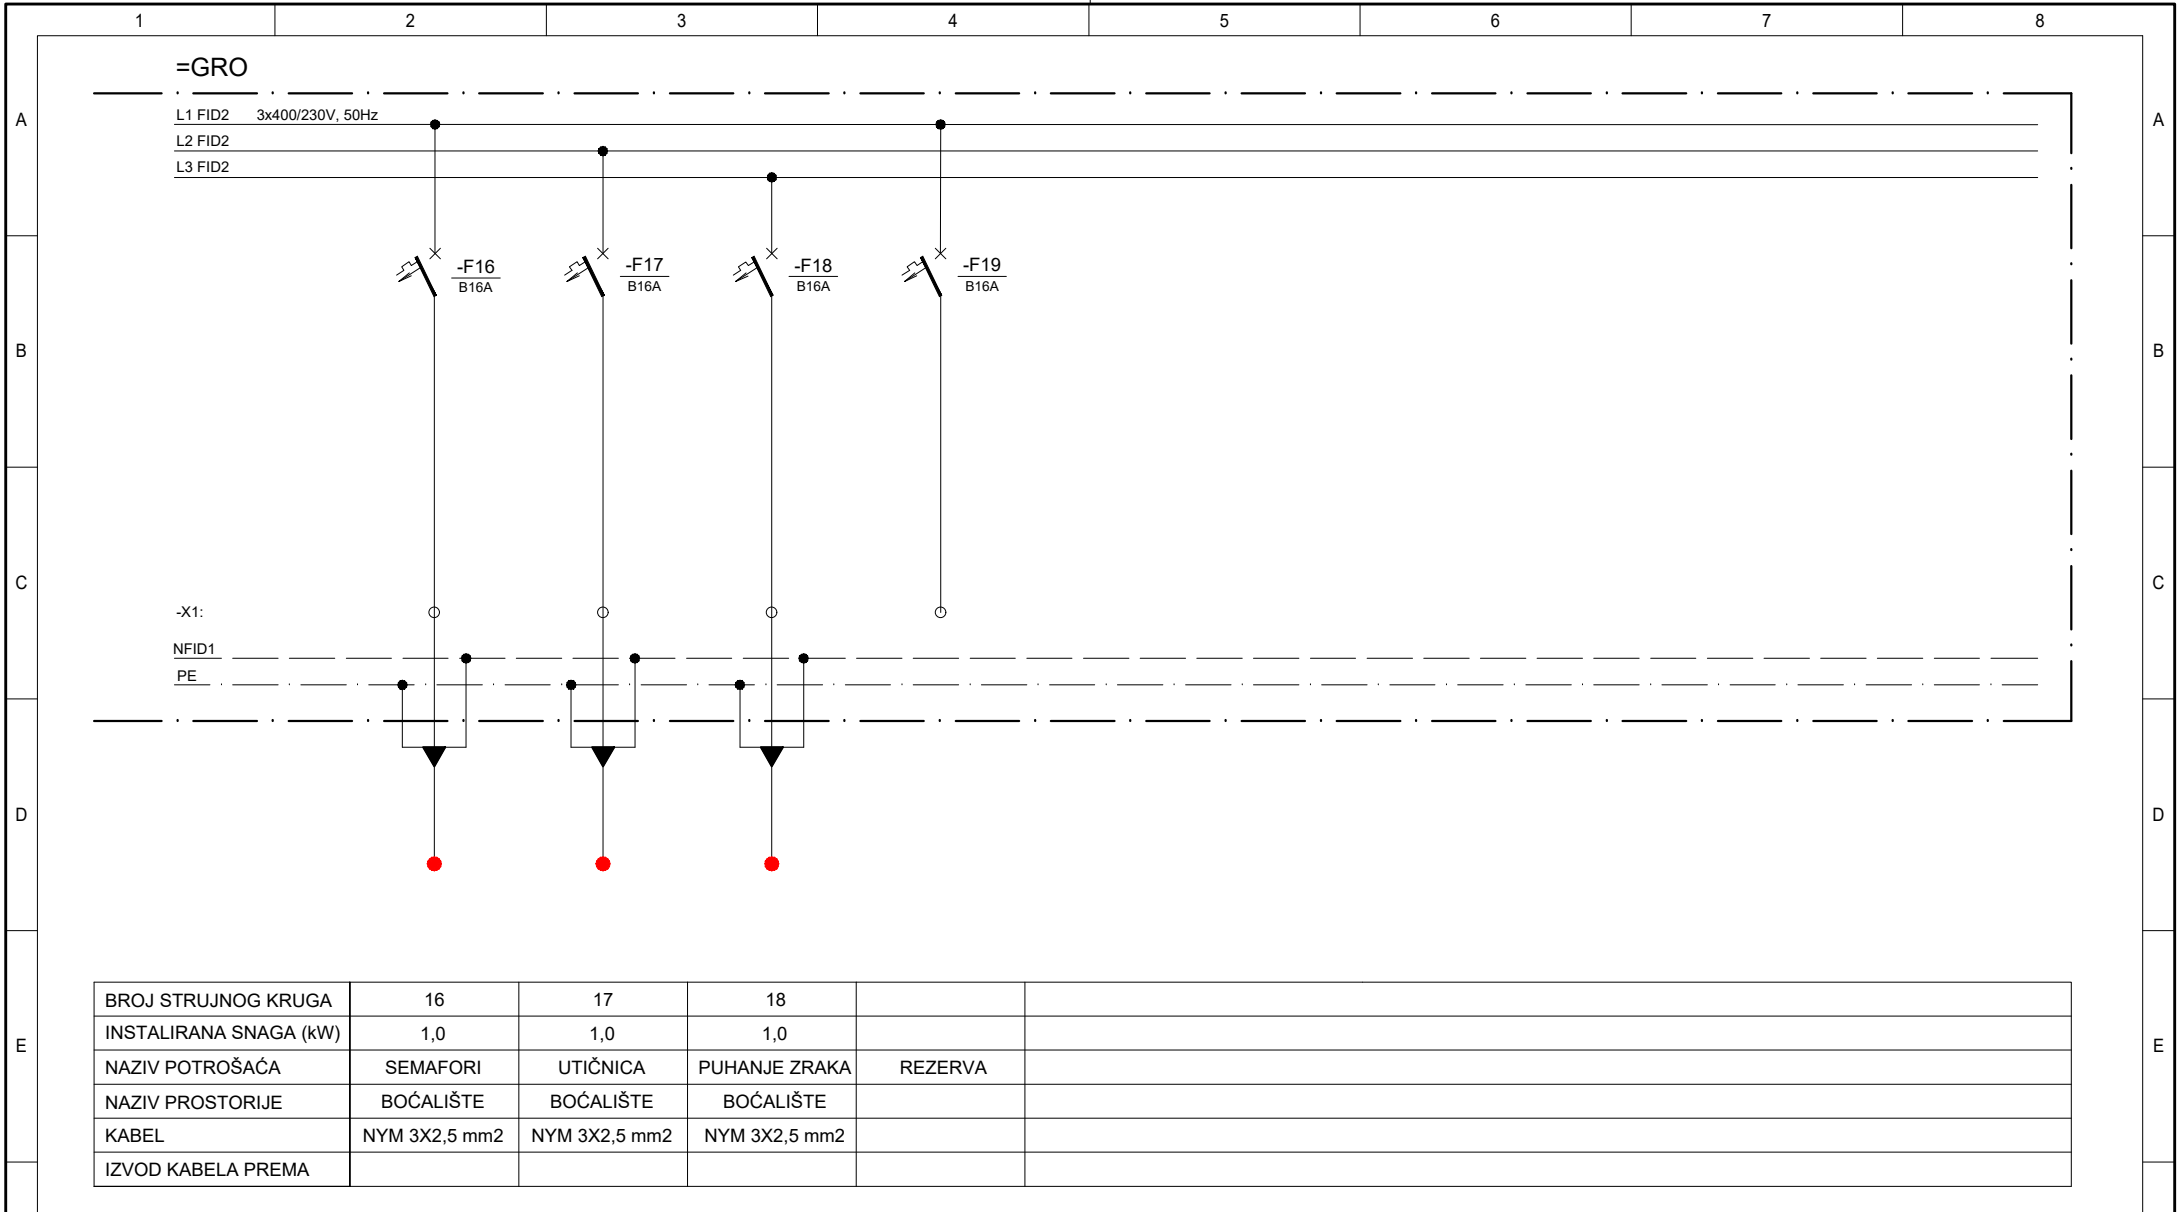 1 2 3 4 5 6 7 8
=GRO
A A
L1 FID2 3x400/230V, 50Hz
L2 FID2
L3 FID2
-F16 -F17 -F18 -F19
B16A B16A B16A B16A
B B
C C
-X1:
NFID1
PE
D D
BROJ STRUJNOG KRUGA 16 17 18
INSTALIRANA SNAGA (kW) 1,0 1,0 1,0
E E
NAZIV POTROŠAĆA SEMAFORI UTIČNICA PUHANJE ZRAKA REZERVA
NAZIV PROSTORIJE BOĆALIŠTE BOĆALIŠTE BOĆALIŠTE
KABEL NYM 3X2,5 mm2 NYM 3X2,5 mm2 NYM 3X2,5 mm2
IZVOD KABELA PREMA